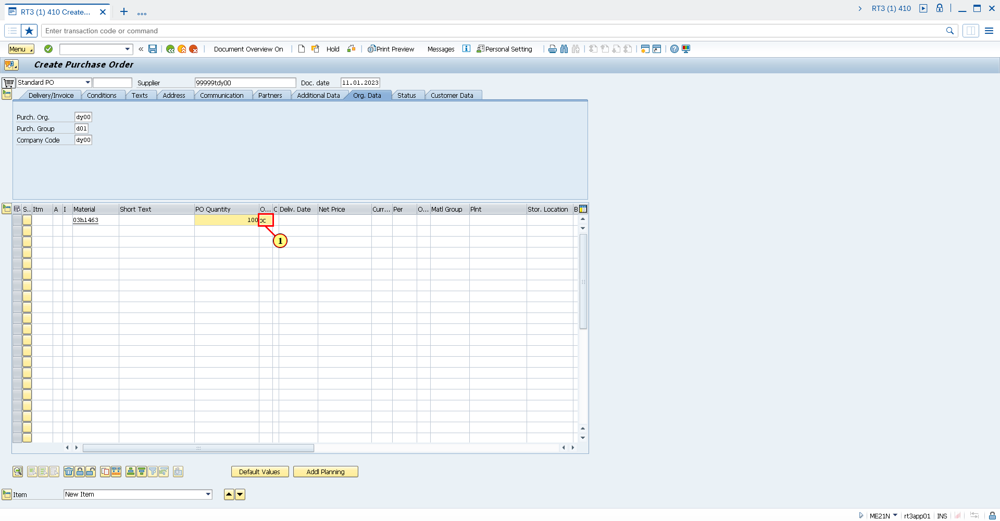 RT3 (1) 410 Create...
RT3 (1) 410
Enter transaction code or command
Menu
Document Overview On
Hold
Print Preview
Messages
Personal Setting
Create Purchase Order
Standard PO
Supplier
99999tdy00
Doc. date
11.01.2023
Delivery/Invoice
Conditions
Texts
Address
Communication
Partners
Additional Data
Org. Data
Status
Customer Data
Purch. Org.
dy00
Purch. Group
d01
Company Code
dy00
S.. Itm A I Material Short Text PO Quantity O... C Deliv. Date Net Price Curr... Per O... Matl Group Plnt Stor. Location B
03hl463 100 pc
1
Default Values
Addl Planning
Item
New Item
ME21N
rt3app01
INS